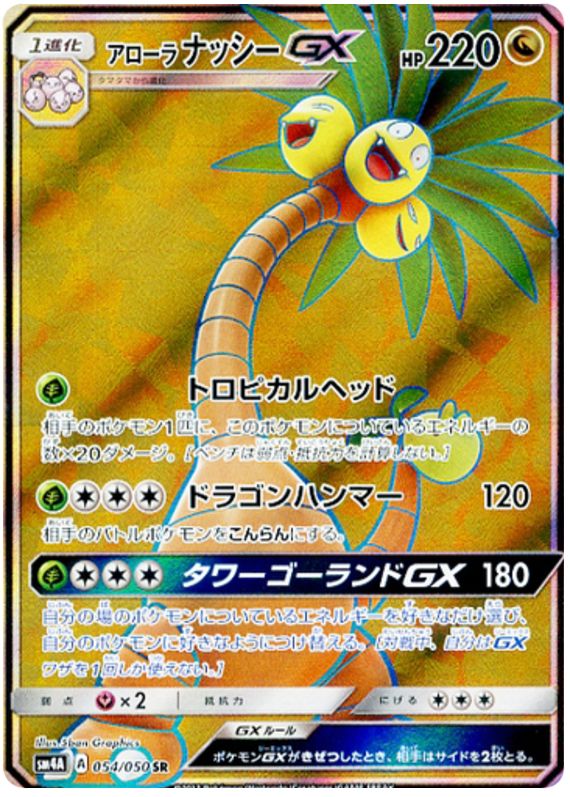 1進化 アローラ ナッシーGX HP220
タマタマから進化
トロピカルヘッド
相手のポケモン1匹に、このポケモンについているエネルギーの
数×20ダメージ。[ベンチは弱点・抵抗力を計算しない。]
ドラゴンハンマー 120
相手のバトルポケモンをこんらんにする。
タワーゴーランドGX 180
自分の場のポケモンについているエネルギーを好きなだけ選び、
自分のポケモンに好きなようにつけ替える。[対戦中、自分はGX
ワザを1回しか使えない。]
弱点 ×2 抵抗力 にげる
Illus. 5ban Graphics
GXルール
SM4A A 054/050 SR
ポケモンGXがきぜつしたとき、相手はサイドを2枚とる。